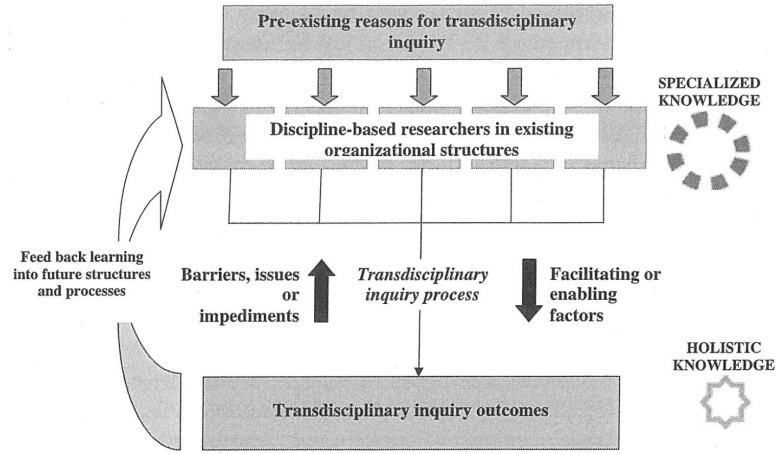 Pre-existing reasons for transdisciplinary
inquiry
SPECIALIZED
KNOWLEDGE
Discipline-based researchers in existing
organizational structures
Feed back learning
into future structures
and processes
Barriers, issues
or
impediments
Transdisciplinary
inquiry process
Facilitating or
enabling
factors
HOLISTIC
KNOWLEDGE
Transdisciplinary inquiry outcomes